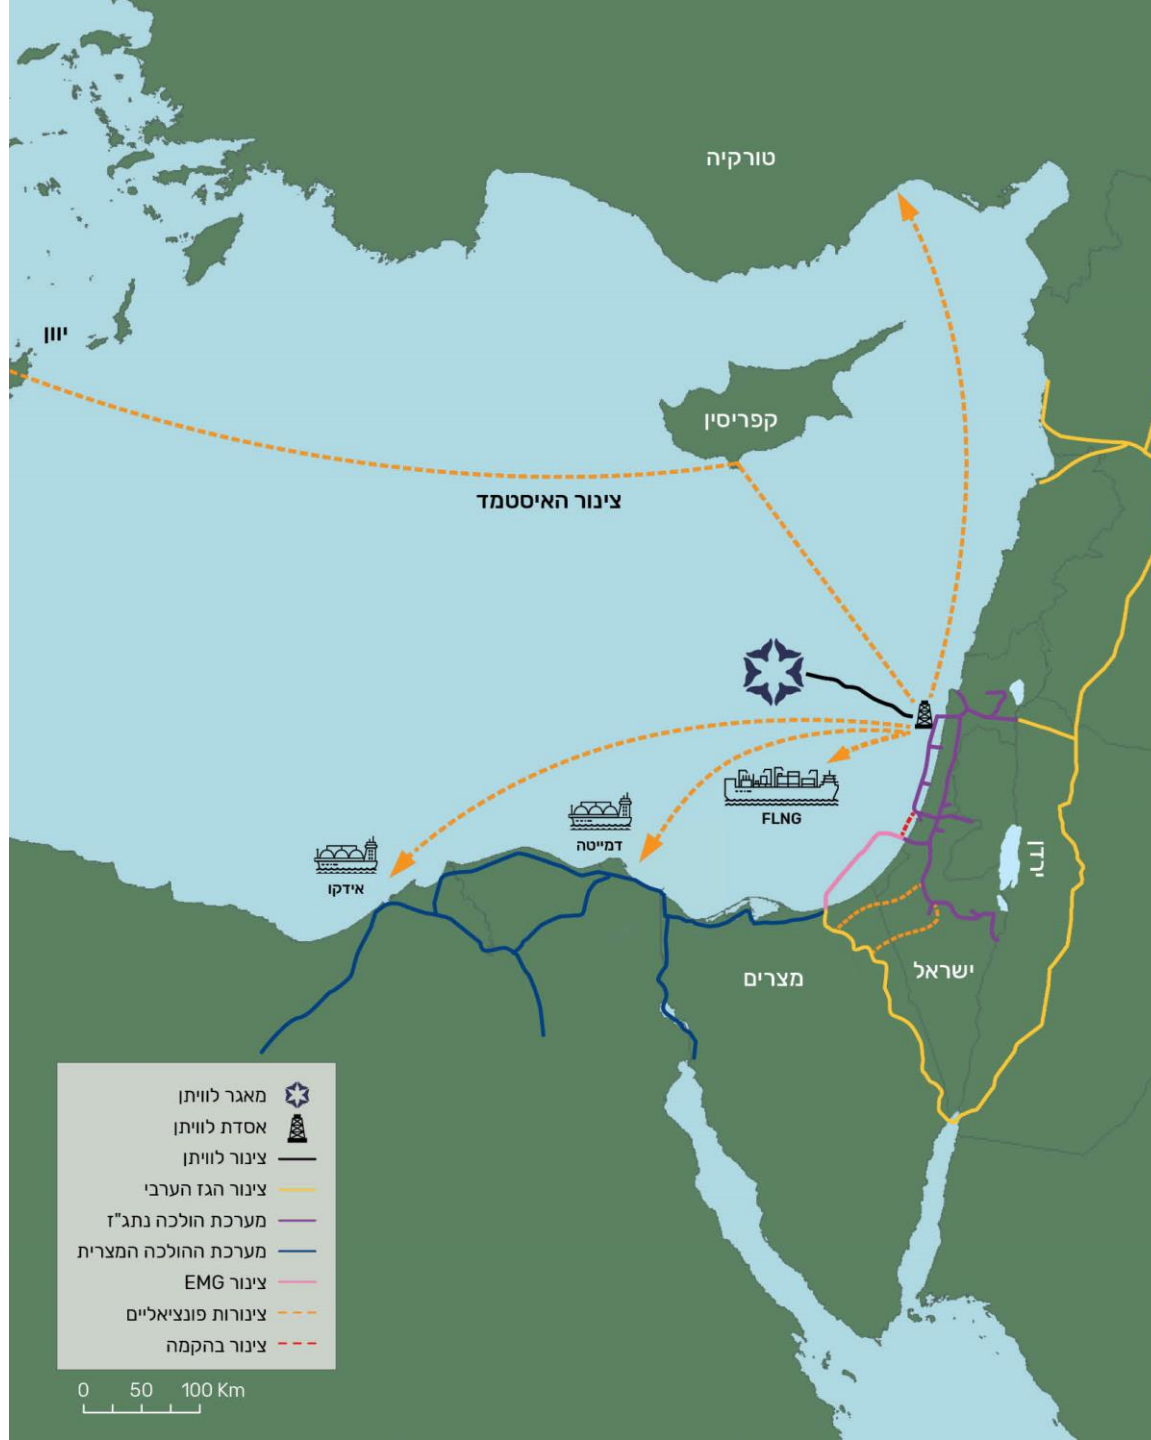 טורקיה
יוון
קפריסין
צינור האיסטמד
FLNG
דמייטה
אידקו
ירדן
ישראל
מצרים
מאגר לוויתן
אסדת לוויתן
צינור לוויתן
צינור הגז הערבי
מערכת הולכה נתג"ז
מערכת ההולכה המצרית
צינור EMG
צינורות פונציאליים
צינור בהקמה
0 50 100 Km